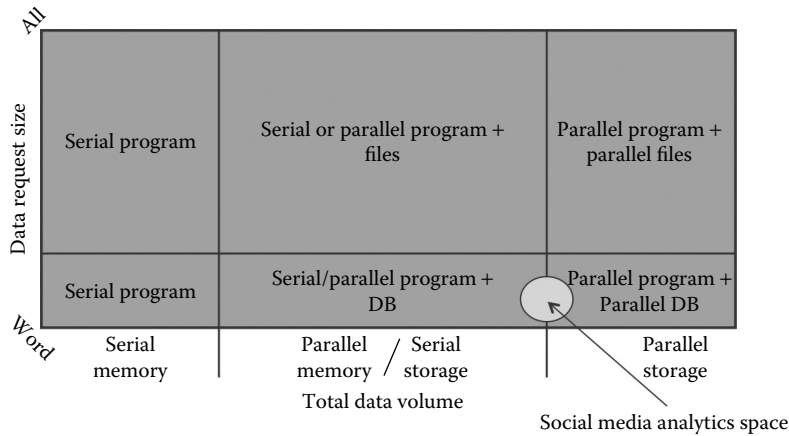 All
Data request size
Serial program
Serial or parallel program +
files
Parallel program +
parallel files
Serial program
Serial/parallel program +
DB
Parallel program +
Parallel DB
Word
Serial
memory
Parallel
memory
/
Serial
storage
Parallel
storage
Total data volume
Social media analytics space